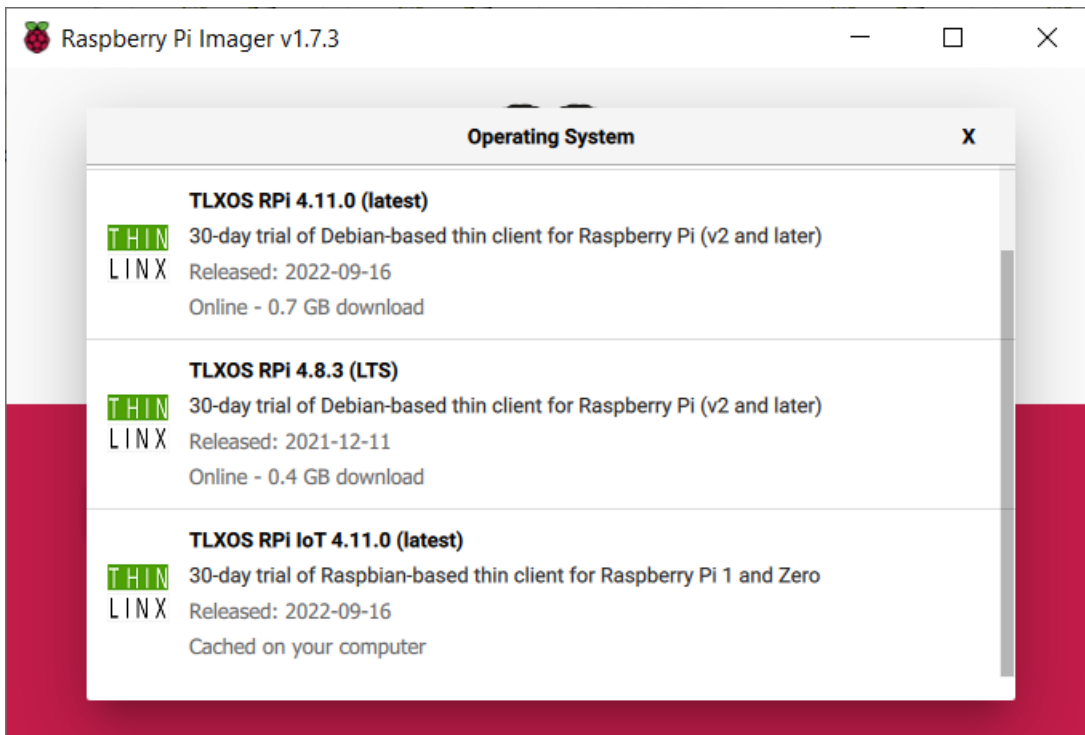 Raspberry Pi Imager v1.7.3
Operating System
X
TLXOS RPi 4.11.0 (latest)
30-day trial of Debian-based thin client for Raspberry Pi (v2 and later)
THIN
LINX
Released: 2022-09-16
Online - 0.7 GB download
TLXOS RPi 4.8.3 (LTS)
30-day trial of Debian-based thin client for Raspberry Pi (v2 and later)
THIN
LINX
Released: 2021-12-11
Online - 0.4 GB download
TLXOS RPi IoT 4.11.0 (latest)
30-day trial of Raspbian-based thin client for Raspberry Pi 1 and Zero
THIN
LINX
Released: 2022-09-16
Cached on your computer